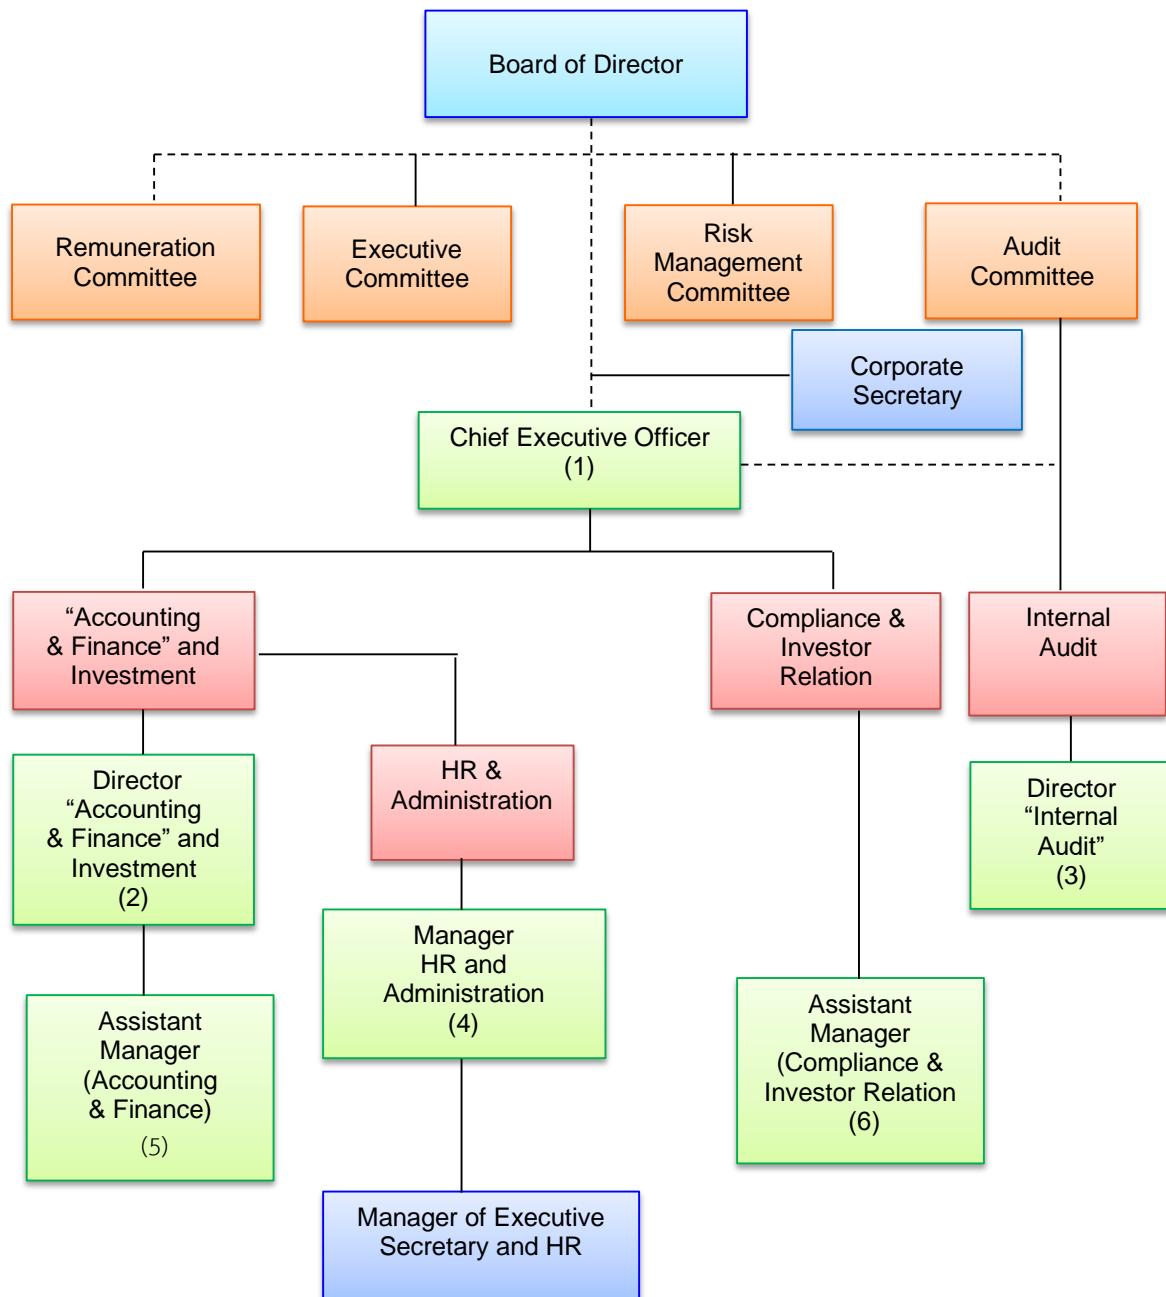 Board of Director
Remuneration
Committee
Executive
Committee
Risk
Management
Committee
Audit
Committee
Corporate
Secretary
Chief Executive Officer
(1)
“Accounting
& Finance” and
Investment
Compliance &
Investor
Relation
Internal
Audit
HR &
Administration
Director
“Accounting
& Finance” and
Investment
(2)
Director
“Internal
Audit”
(3)
Manager
HR and
Administration
(4)
Assistant
Manager
(Accounting
& Finance)
(5)
Assistant
Manager
(Compliance &
Investor Relation
(6)
Manager of Executive
Secretary and HR